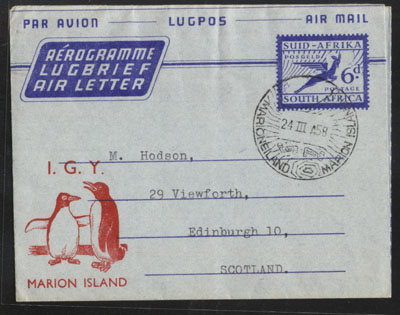 PAR AVION LUGPOS AIR MAIL
AÉROGRAMME
LUGBRIEF
AIR LETTER
SUID-AFRIKA
POSGELD
6d
POSTAGE
SOUTH AFRICA
MARIONEILAND MARION ISLAND
24 III 58
I. G. Y.
M. Hodson,
29 Viewforth,
Edinburgh 10,
SCOTLAND.
MARION ISLAND